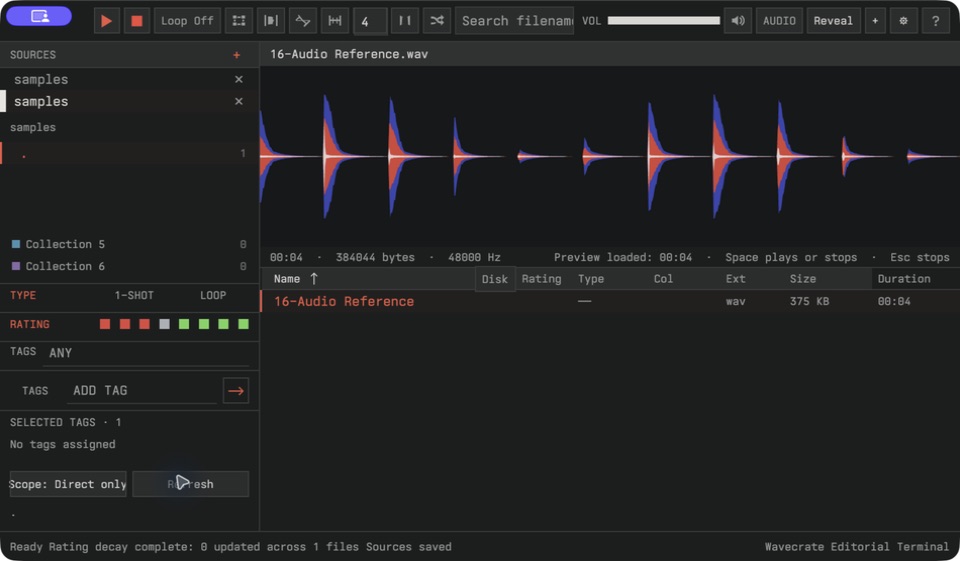 Loop Off 4 Search filenam VOL AUDIO Reveal + ?
SOURCES +
samples ×
samples ×
samples
. 1
Collection 5 0
Collection 6 0
TYPE 1-SHOT LOOP
RATING
TAGS ANY
TAGS ADD TAG →
SELECTED TAGS · 1
No tags assigned
Scope: Direct only
.
16-Audio Reference.wav
00:04 · 384044 bytes · 48000 Hz Preview loaded: 00:04 · Space plays or stops · Esc stops
Name ↑ Disk Rating Type Col Ext Size Duration
16-Audio Reference — wav 375 KB 00:04
Ready Rating decay complete: 0 updated across 1 files Sources saved Wavecrate Editorial Terminal